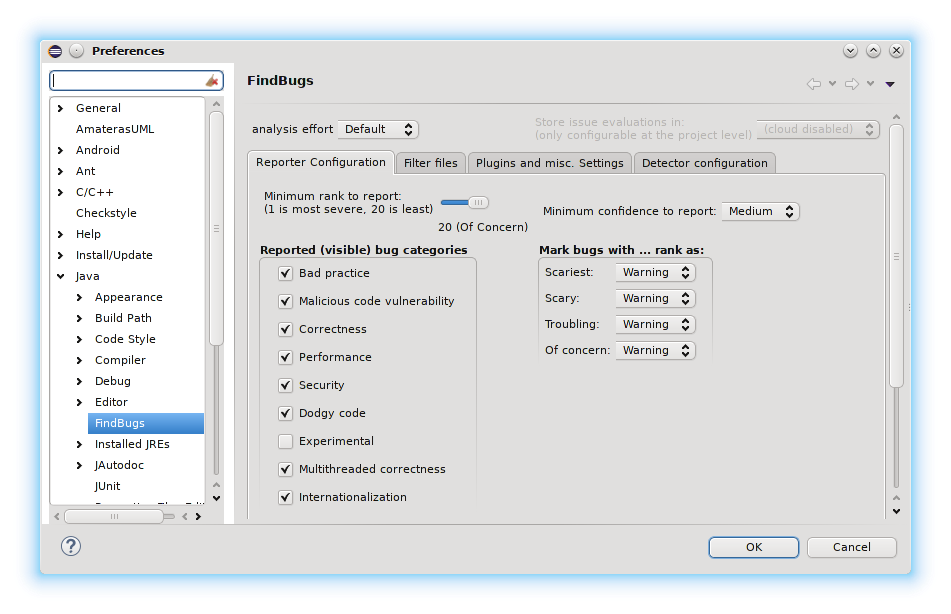 Preferences
General
AmaterasUML
Android
Ant
C/C++
Checkstyle
Help
Install/Update
Java
Appearance
Build Path
Code Style
Compiler
Debug
Editor
FindBugs
Installed JREs
JAutodoc
JUnit
FindBugs
analysis effort Default
Store issue evaluations in:
(only configurable at the project level) (cloud disabled)
Reporter Configuration Filter files Plugins and misc. Settings Detector configuration
Minimum rank to report:
(1 is most severe, 20 is least)
20 (Of Concern)
Minimum confidence to report: Medium
Reported (visible) bug categories
Bad practice
Malicious code vulnerability
Correctness
Performance
Security
Dodgy code
Experimental
Multithreaded correctness
Internationalization
Mark bugs with ... rank as:
Scariest: Warning
Scary: Warning
Troubling: Warning
Of concern: Warning
? OK Cancel